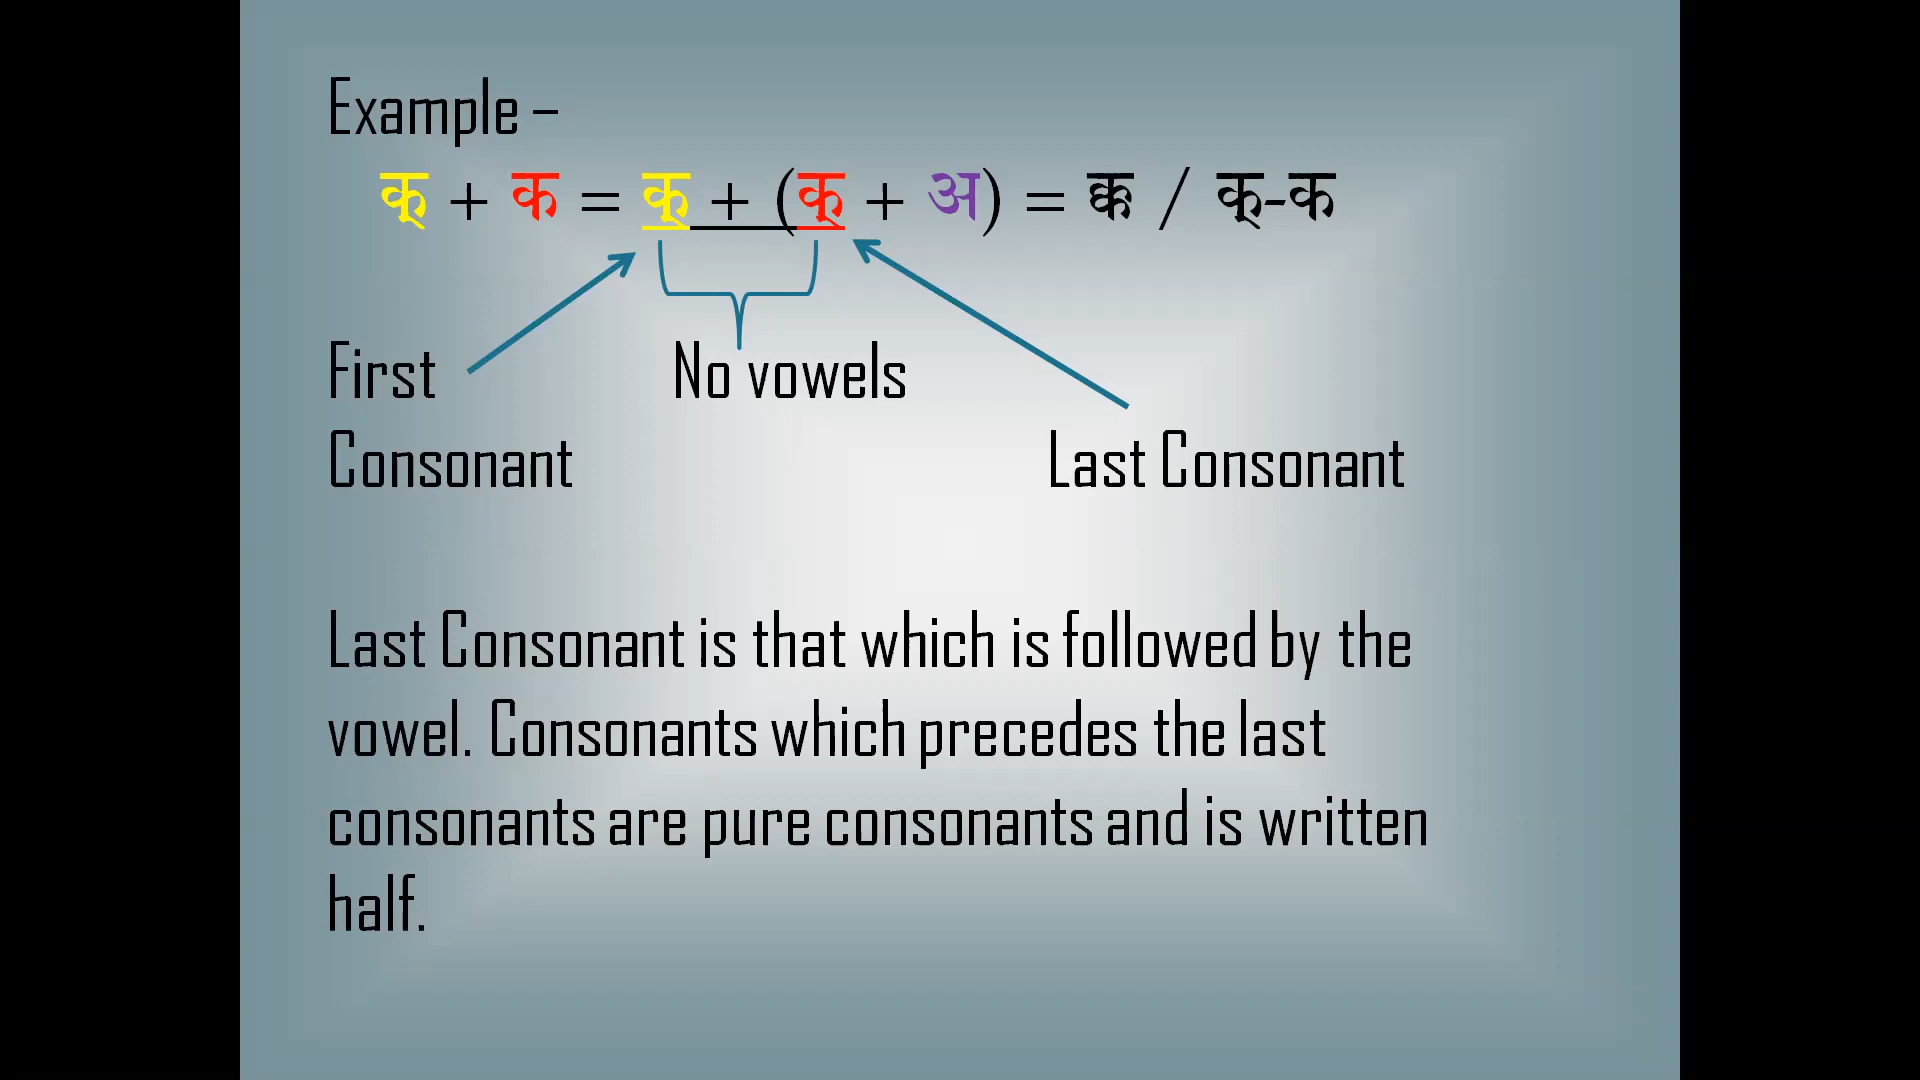 Example –
क् + क = क् + (क् + अ) = क्क / क्-क
First No vowels
Consonant Last Consonant
Last Consonant is that which is followed by the
vowel. Consonants which precedes the last
consonants are pure consonants and is written
half.